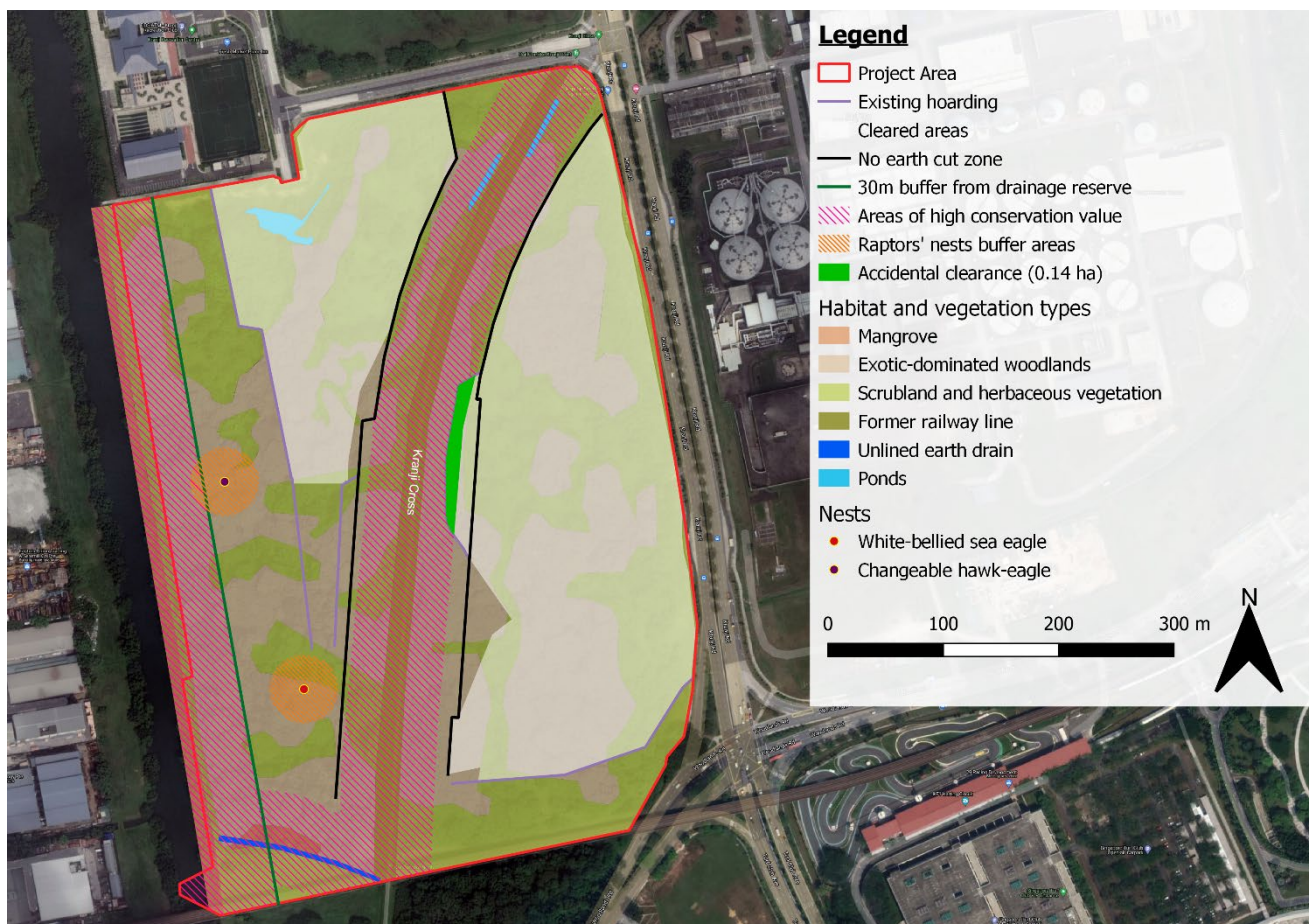 Legend
Project Area
Existing hoarding
Cleared areas
No earth cut zone
30m buffer from drainage reserve
Areas of high conservation value
Raptors' nests buffer areas
Accidental clearance (0.14 ha)
Habitat and vegetation types
Mangrove
Exotic-dominated woodlands
Scrubland and herbaceous vegetation
Former railway line
Unlined earth drain
Ponds
Nests
White-bellied sea eagle
Changeable hawk-eagle
N
0 100 200 300 m
Kranji Cross